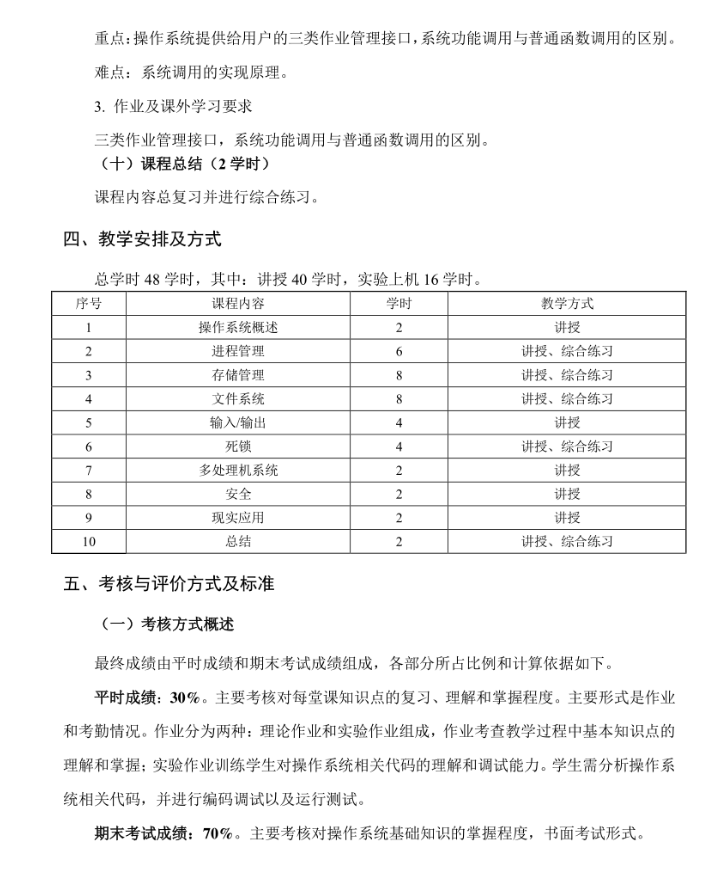 重点：操作系统提供给用户的三类作业管理接口，系统功能调用与普通函数调用的区别。
难点：系统调用的实现原理。
3. 作业及课外学习要求
三类作业管理接口，系统功能调用与普通函数调用的区别。
（十）课程总结（2 学时）
课程内容总复习并进行综合练习。
四、教学安排及方式
总学时 48 学时，其中：讲授 40 学时，实验上机 16 学时。
序号 课程内容 学时 教学方式
1 操作系统概述 2 讲授
2 进程管理 6 讲授、综合练习
3 存储管理 8 讲授、综合练习
4 文件系统 8 讲授、综合练习
5 输入/输出 4 讲授
6 死锁 4 讲授、综合练习
7 多处理机系统 2 讲授
8 安全 2 讲授
9 现实应用 2 讲授
10 总结 2 讲授、综合练习
五、考核与评价方式及标准
（一）考核方式概述
最终成绩由平时成绩和期末考试成绩组成，各部分所占比例和计算依据如下。
平时成绩：30%。主要考核对每堂课知识点的复习、理解和掌握程度。主要形式是作业
和考勤情况。作业分为两种：理论作业和实验作业组成，作业考查教学过程中基本知识点的
理解和掌握；实验作业训练学生对操作系统相关代码的理解和调试能力。学生需分析操作系
统相关代码，并进行编码调试以及运行测试。
期末考试成绩：70%。主要考核对操作系统基础知识的掌握程度，书面考试形式。